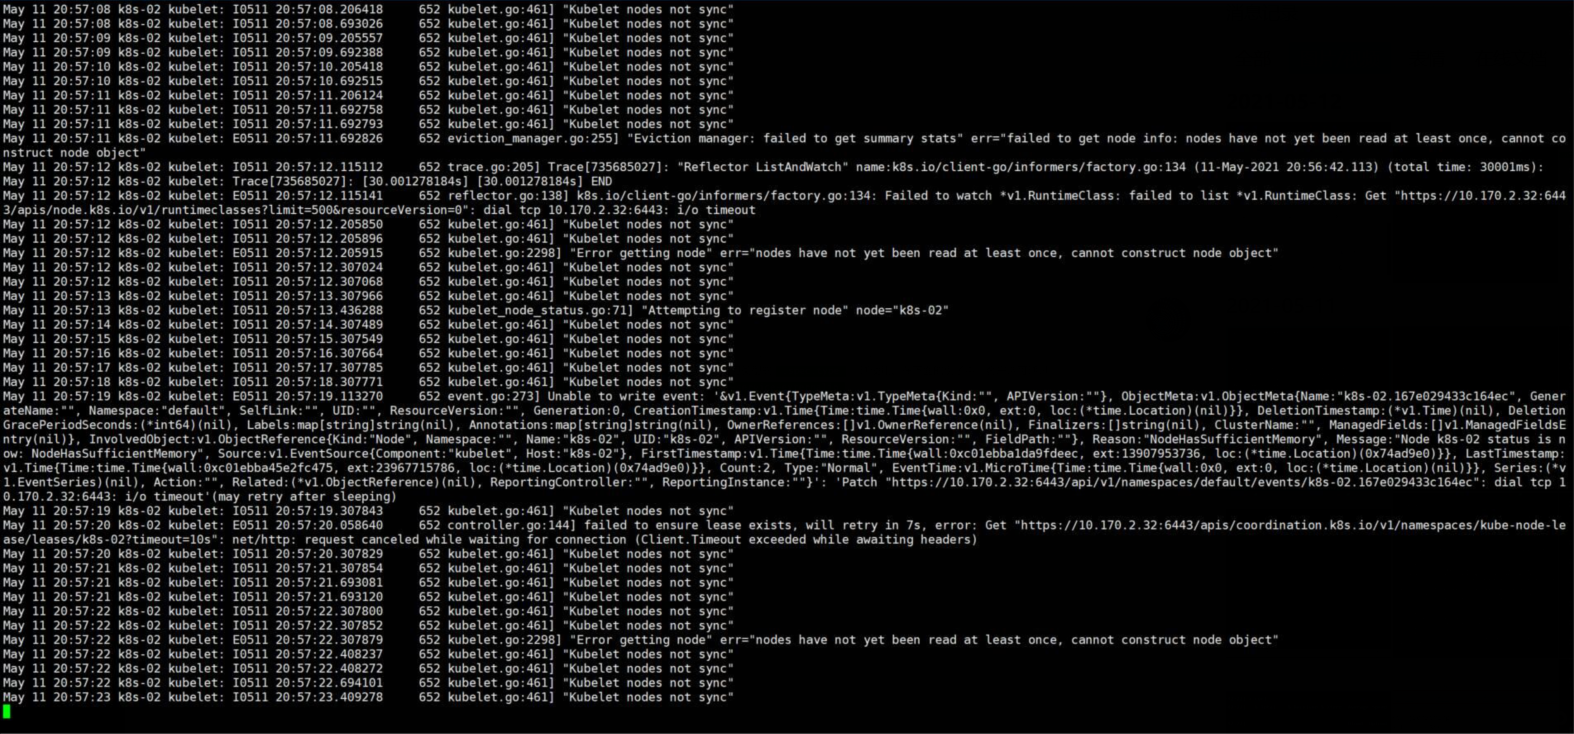 May 11 20:57:08 k8s-02 kubelet: I0511 20:57:08.206418     652 kubelet.go:461] "Kubelet nodes not sync"
May 11 20:57:08 k8s-02 kubelet: I0511 20:57:08.693026     652 kubelet.go:461] "Kubelet nodes not sync"
May 11 20:57:09 k8s-02 kubelet: I0511 20:57:09.205557     652 kubelet.go:461] "Kubelet nodes not sync"
May 11 20:57:09 k8s-02 kubelet: I0511 20:57:09.692388     652 kubelet.go:461] "Kubelet nodes not sync"
May 11 20:57:10 k8s-02 kubelet: I0511 20:57:10.205418     652 kubelet.go:461] "Kubelet nodes not sync"
May 11 20:57:10 k8s-02 kubelet: I0511 20:57:10.692515     652 kubelet.go:461] "Kubelet nodes not sync"
May 11 20:57:11 k8s-02 kubelet: I0511 20:57:11.206124     652 kubelet.go:461] "Kubelet nodes not sync"
May 11 20:57:11 k8s-02 kubelet: I0511 20:57:11.692758     652 kubelet.go:461] "Kubelet nodes not sync"
May 11 20:57:11 k8s-02 kubelet: I0511 20:57:11.692793     652 kubelet.go:461] "Kubelet nodes not sync"
May 11 20:57:11 k8s-02 kubelet: E0511 20:57:11.692826     652 eviction_manager.go:255] "Eviction manager: failed to get summary stats" err="failed to get node info: nodes have not yet been read at least once, cannot co
nstruct node object"
May 11 20:57:12 k8s-02 kubelet: I0511 20:57:12.115112     652 trace.go:205] Trace[735685027]: "Reflector ListAndWatch" name:k8s.io/client-go/informers/factory.go:134 (11-May-2021 20:56:42.113) (total time: 30001ms):
May 11 20:57:12 k8s-02 kubelet: Trace[735685027]: [30.001278184s] [30.001278184s] END
May 11 20:57:12 k8s-02 kubelet: E0511 20:57:12.115141     652 reflector.go:138] k8s.io/client-go/informers/factory.go:134: Failed to watch *v1.RuntimeClass: failed to list *v1.RuntimeClass: Get "https://10.170.2.32:644
3/apis/node.k8s.io/v1/runtimeclasses?limit=500&resourceVersion=0": dial tcp 10.170.2.32:6443: i/o timeout
May 11 20:57:12 k8s-02 kubelet: I0511 20:57:12.205850     652 kubelet.go:461] "Kubelet nodes not sync"
May 11 20:57:12 k8s-02 kubelet: I0511 20:57:12.205896     652 kubelet.go:461] "Kubelet nodes not sync"
May 11 20:57:12 k8s-02 kubelet: E0511 20:57:12.205915     652 kubelet.go:2298] "Error getting node" err="nodes have not yet been read at least once, cannot construct node object"
May 11 20:57:12 k8s-02 kubelet: I0511 20:57:12.307024     652 kubelet.go:461] "Kubelet nodes not sync"
May 11 20:57:12 k8s-02 kubelet: I0511 20:57:12.307068     652 kubelet.go:461] "Kubelet nodes not sync"
May 11 20:57:13 k8s-02 kubelet: I0511 20:57:13.307966     652 kubelet.go:461] "Kubelet nodes not sync"
May 11 20:57:13 k8s-02 kubelet: I0511 20:57:13.436288     652 kubelet_node_status.go:71] "Attempting to register node" node="k8s-02"
May 11 20:57:14 k8s-02 kubelet: I0511 20:57:14.307489     652 kubelet.go:461] "Kubelet nodes not sync"
May 11 20:57:15 k8s-02 kubelet: I0511 20:57:15.307549     652 kubelet.go:461] "Kubelet nodes not sync"
May 11 20:57:16 k8s-02 kubelet: I0511 20:57:16.307664     652 kubelet.go:461] "Kubelet nodes not sync"
May 11 20:57:17 k8s-02 kubelet: I0511 20:57:17.307785     652 kubelet.go:461] "Kubelet nodes not sync"
May 11 20:57:18 k8s-02 kubelet: I0511 20:57:18.307771     652 kubelet.go:461] "Kubelet nodes not sync"
May 11 20:57:19 k8s-02 kubelet: E0511 20:57:19.113270     652 event.go:273] Unable to write event: '&v1.Event{TypeMeta:v1.TypeMeta{Kind:"", APIVersion:""}, ObjectMeta:v1.ObjectMeta{Name:"k8s-02.167e029433c164ec", Gener
ateName:"", Namespace:"default", SelfLink:"", UID:"", ResourceVersion:"", Generation:0, CreationTimestamp:v1.Time{Time:time.Time{wall:0x0, ext:0, loc:(*time.Location)(nil)}}, DeletionTimestamp:(*v1.Time)(nil), Deletion
GracePeriodSeconds:(*int64)(nil), Labels:map[string]string(nil), Annotations:map[string]string(nil), OwnerReferences:[]v1.OwnerReference(nil), Finalizers:[]string(nil), ClusterName:"", ManagedFields:[]v1.ManagedFieldsE
ntry(nil)}, InvolvedObject:v1.ObjectReference{Kind:"Node", Namespace:"", Name:"k8s-02", UID:"k8s-02", APIVersion:"", ResourceVersion:"", FieldPath:""}, Reason:"NodeHasSufficientMemory", Message:"Node k8s-02 status is n
ow: NodeHasSufficientMemory", Source:v1.EventSource{Component:"kubelet", Host:"k8s-02"}, FirstTimestamp:v1.Time{Time:time.Time{wall:0xc01ebba1da9fdeec, ext:13907953736, loc:(*time.Location)(0x74ad9e0)}}, LastTimestamp:
v1.Time{Time:time.Time{wall:0xc01ebba45e2fc475, ext:23967715786, loc:(*time.Location)(0x74ad9e0)}}, Count:2, Type:"Normal", EventTime:v1.MicroTime{Time:time.Time{wall:0x0, ext:0, loc:(*time.Location)(nil)}}, Series:(*v
1.EventSeries)(nil), Action:"", Related:(*v1.ObjectReference)(nil), ReportingController:"", ReportingInstance:""}': 'Patch "https://10.170.2.32:6443/api/v1/namespaces/default/events/k8s-02.167e029433c164ec": dial tcp 1
0.170.2.32:6443: i/o timeout'(may retry after sleeping)
May 11 20:57:19 k8s-02 kubelet: I0511 20:57:19.307843     652 kubelet.go:461] "Kubelet nodes not sync"
May 11 20:57:20 k8s-02 kubelet: E0511 20:57:20.058640     652 controller.go:144] failed to ensure lease exists, will retry in 7s, error: Get "https://10.170.2.32:6443/apis/coordination.k8s.io/v1/namespaces/kube-node-le
ase/leases/k8s-02?timeout=10s": net/http: request canceled while waiting for connection (Client.Timeout exceeded while awaiting headers)
May 11 20:57:20 k8s-02 kubelet: I0511 20:57:20.307829     652 kubelet.go:461] "Kubelet nodes not sync"
May 11 20:57:21 k8s-02 kubelet: I0511 20:57:21.307854     652 kubelet.go:461] "Kubelet nodes not sync"
May 11 20:57:21 k8s-02 kubelet: I0511 20:57:21.693081     652 kubelet.go:461] "Kubelet nodes not sync"
May 11 20:57:21 k8s-02 kubelet: I0511 20:57:21.693120     652 kubelet.go:461] "Kubelet nodes not sync"
May 11 20:57:22 k8s-02 kubelet: I0511 20:57:22.307800     652 kubelet.go:461] "Kubelet nodes not sync"
May 11 20:57:22 k8s-02 kubelet: I0511 20:57:22.307852     652 kubelet.go:461] "Kubelet nodes not sync"
May 11 20:57:22 k8s-02 kubelet: E0511 20:57:22.307879     652 kubelet.go:2298] "Error getting node" err="nodes have not yet been read at least once, cannot construct node object"
May 11 20:57:22 k8s-02 kubelet: I0511 20:57:22.408237     652 kubelet.go:461] "Kubelet nodes not sync"
May 11 20:57:22 k8s-02 kubelet: I0511 20:57:22.408272     652 kubelet.go:461] "Kubelet nodes not sync"
May 11 20:57:22 k8s-02 kubelet: I0511 20:57:22.694101     652 kubelet.go:461] "Kubelet nodes not sync"
May 11 20:57:23 k8s-02 kubelet: I0511 20:57:23.409278     652 kubelet.go:461] "Kubelet nodes not sync"